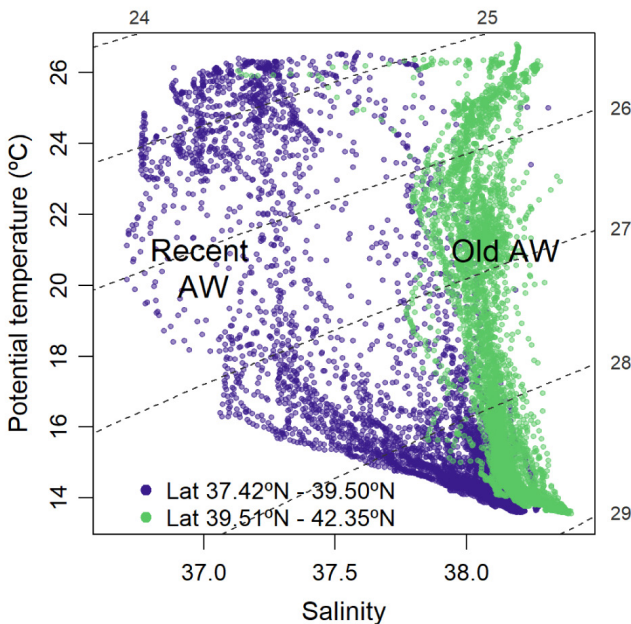 24
25
Potential temperature (ºC)
26
24
22
20
18
16
14
26
27
28
29
Recent
AW
Old AW
Lat 37.42ºN - 39.50ºN
Lat 39.51ºN - 42.35ºN
37.0
37.5
38.0
Salinity